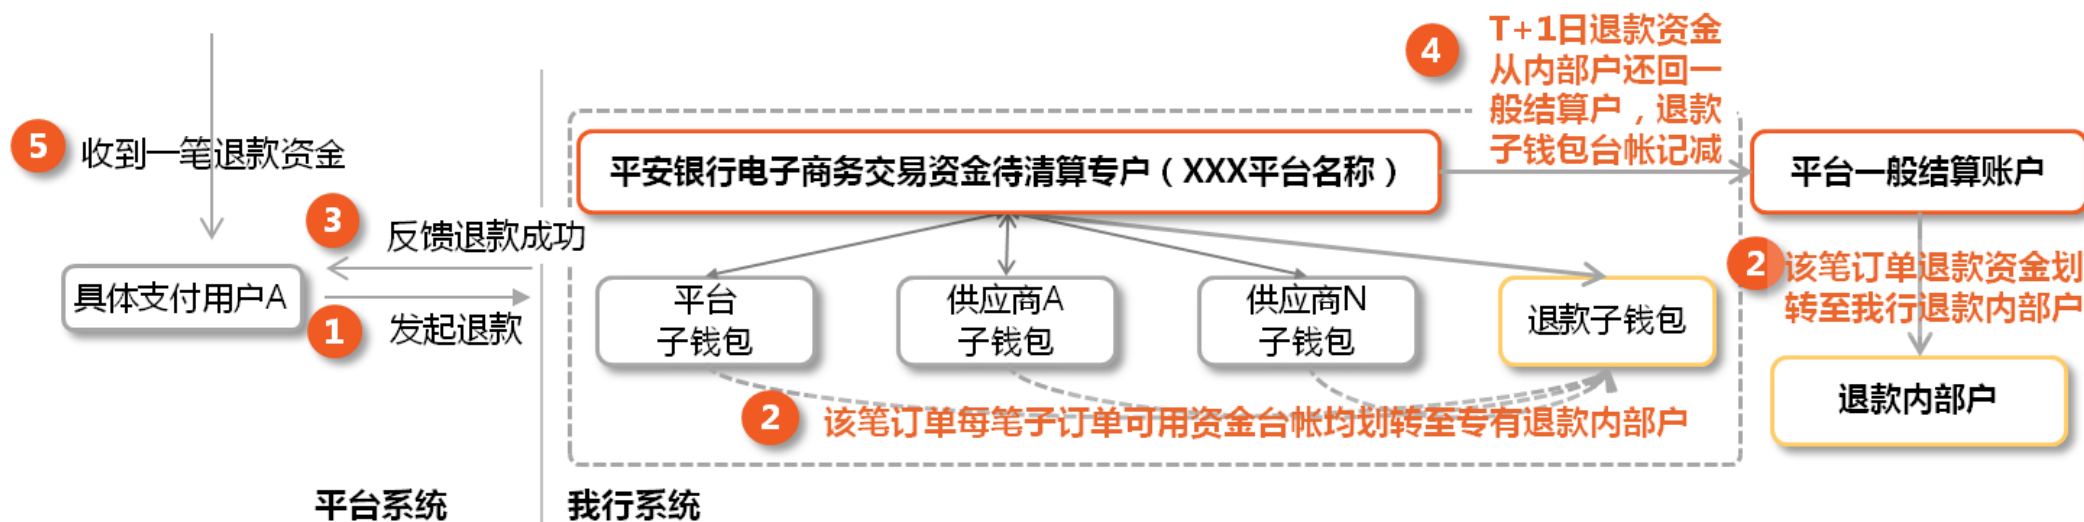 4
T+1日退款资金
从内部户还回一
般结算户，退款
子钱包台帐记减
5
收到一笔退款资金
平安银行电子商务交易资金待清算专户（XXX平台名称）
平台一般结算账户
3
反馈退款成功
2
该笔订单退款资金划
转至我行退款内部户
具体支付用户A
1
发起退款
平台
子钱包
供应商A
子钱包
供应商N
子钱包
退款子钱包
2
该笔订单每笔子订单可用资金台帐均划转至专有退款内部户
退款内部户
平台系统
我行系统